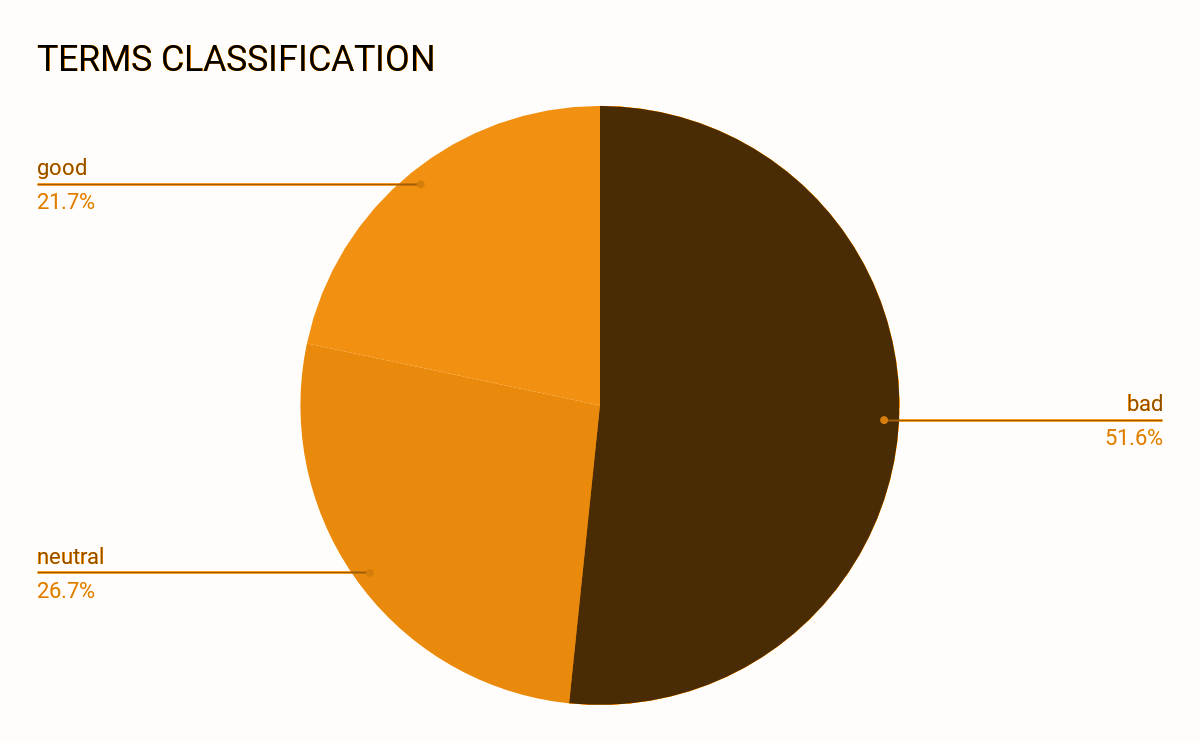 TERMS CLASSIFICATION
good
21.7%
bad
51.6%
neutral
26.7%